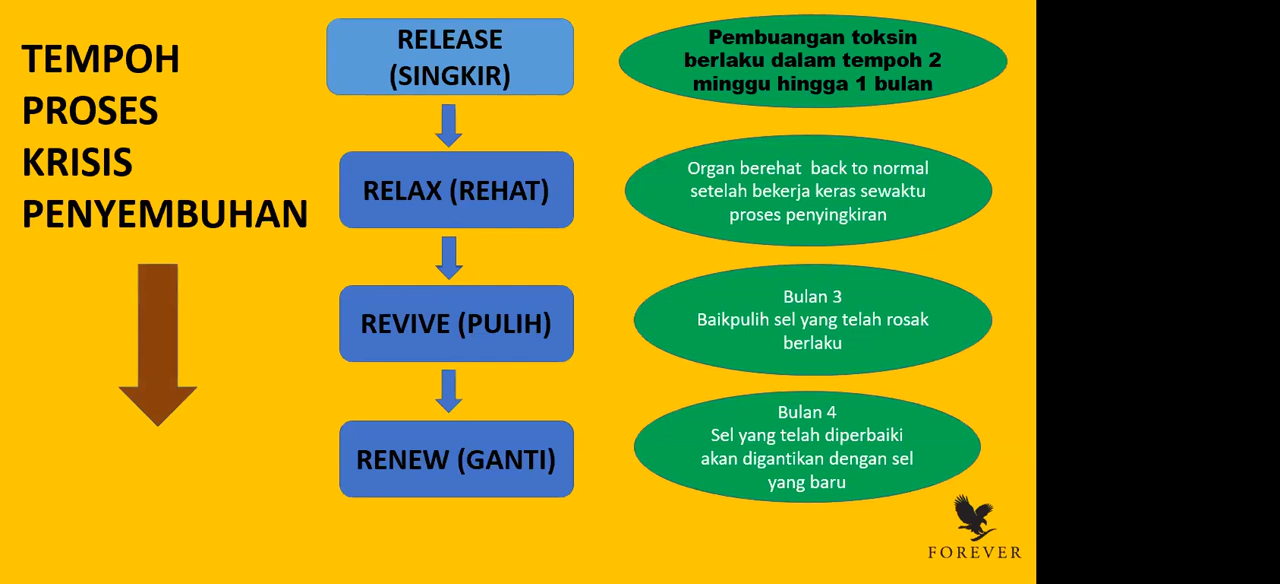 TEMPOH
PROSES
KRISIS
PENYEMBUHAN
RELEASE
(SINGKIR)
Pembuangan toksin
berlaku dalam tempoh 2
minggu hingga 1 bulan
RELAX (REHAT)
Organ berehat  back to normal
setelah bekerja keras sewaktu
proses penyingkiran
REVIVE (PULIH)
Bulan 3
Baikpulih sel yang telah rosak
berlaku
RENEW (GANTI)
Bulan 4
Sel yang telah diperbaiki
akan digantikan dengan sel
yang baru
FOREVER